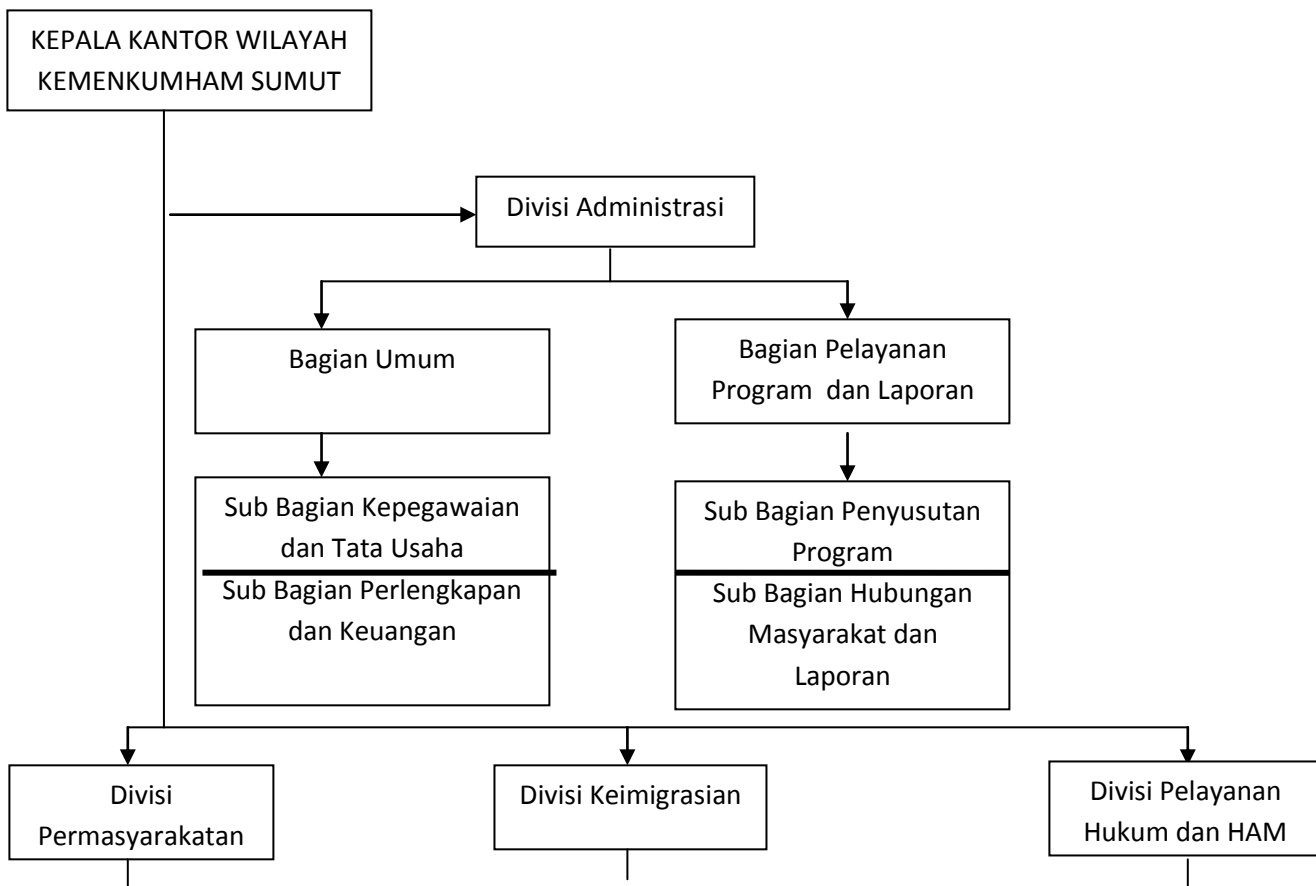 KEPALA KANTOR WILAYAH
KEMENKUMHAM SUMUT
Divisi Administrasi
Bagian Umum
Bagian Pelayanan
Program dan Laporan
Sub Bagian Kepegawaian
dan Tata Usaha
Sub Bagian Perlengkapan
dan Keuangan
Sub Bagian Penyusutan
Program
Sub Bagian Hubungan
Masyarakat dan
Laporan
Divisi
Permasyarakatan
Divisi Keimigrasian
Divisi Pelayanan
Hukum dan HAM